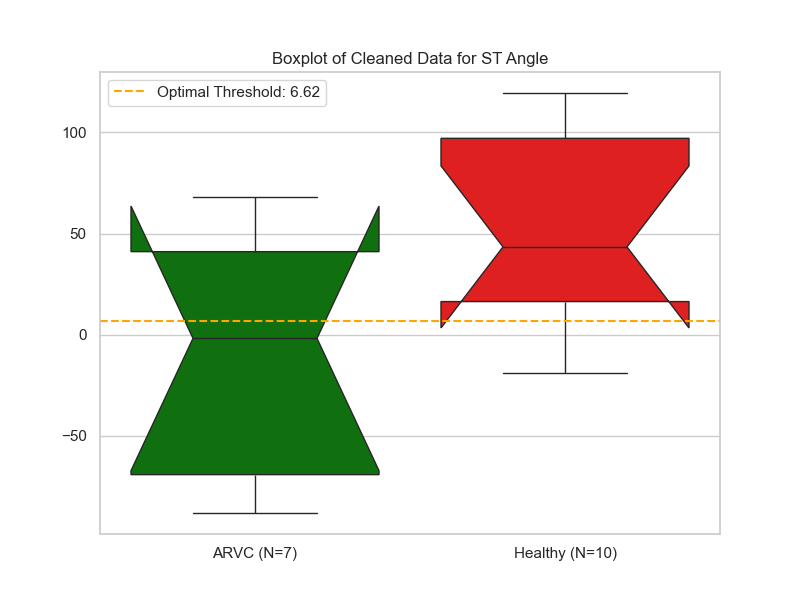 Boxplot of Cleaned Data for ST Angle
Optimal Threshold: 6.62
100
50
0
−50
ARVC (N=7)
Healthy (N=10)